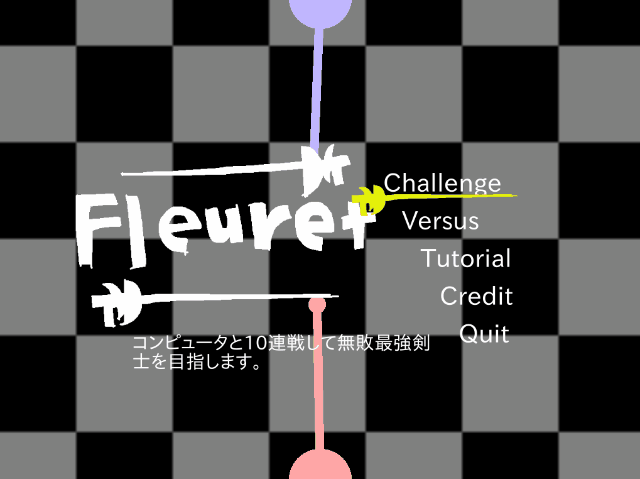 Fleuret
Challenge
Versus
Tutorial
Credit
Quit
コンピュータと10連戦して無敗最強剣
士を目指します。